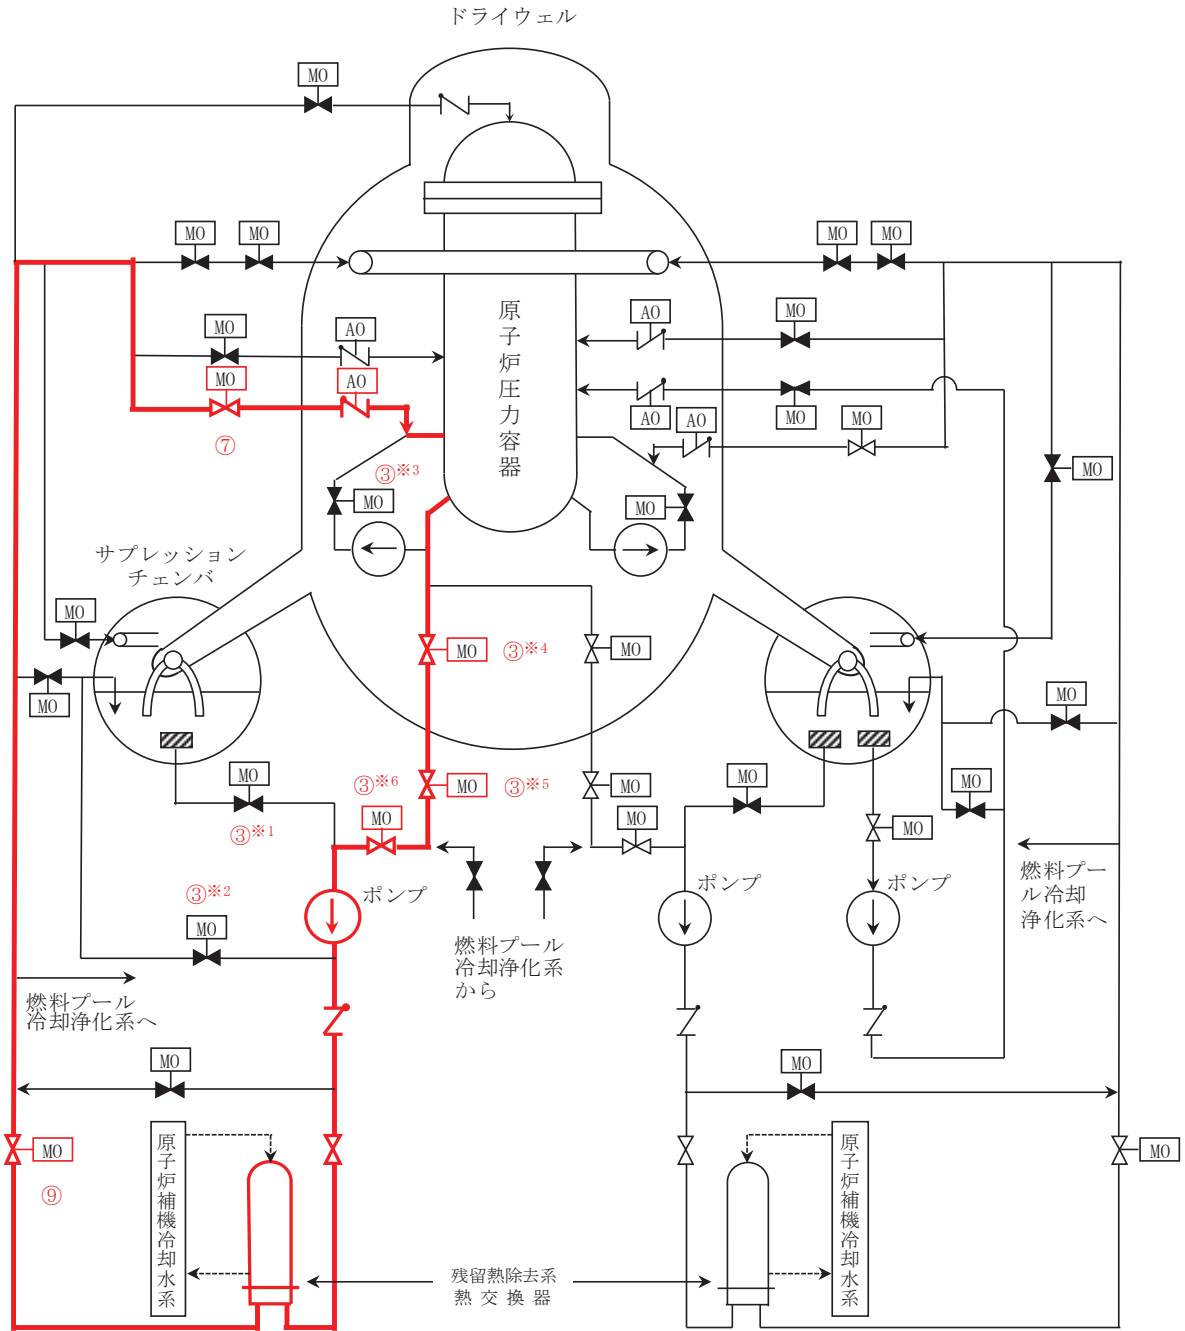 ドライウェル
MO
MO
MO
MO
MO
MO
AO
AO
MO
MO
AO
MO
⑦
原子炉圧力容器
AO
MO
AO
MO
MO
③※3
MO
MO
MO
サプレッション
チェンバ
MO
MO
③※4
MO
MO
MO
MO
③※6
MO
③※5
MO
MO
MO
MO
③※1
MO
MO
MO
③※2
MO
ポンプ
ポンプ
ポンプ
燃料プー
ル冷却
浄化系へ
燃料プール
冷却浄化系
から
燃料プール
冷却浄化系へ
MO
MO
MO
⑨
原子炉補機冷却水系
原子炉補機冷却水系
MO
残留熱除去系
熱交換器